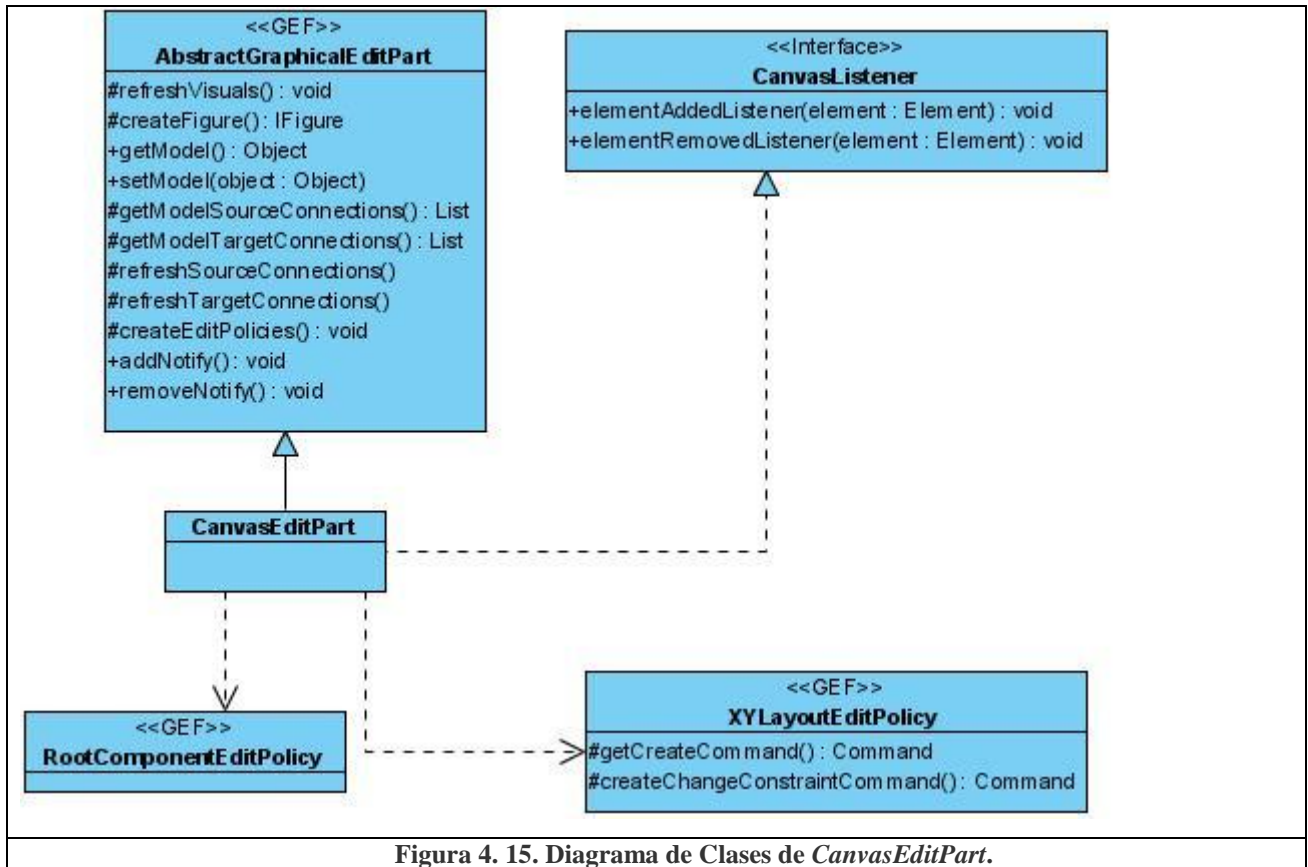 <<GEF>>
AbstractGraphicalEditPart
#refreshVisuals() : void
#createFigure() : IFigure
+getModel() : Object
+setModel(object : Object)
#getModelSourceConnections() : List
#getModelTargetConnections() : List
#refreshSourceConnections()
#refreshTargetConnections()
#createEditPolicies() : void
+addNotify() : void
+removeNotify() : void
<<Interface>>
CanvasListener
+elementAddedListener(element : Element) : void
+elementRemovedListener(element : Element) : void
CanvasEditPart
<<GEF>>
RootComponentEditPolicy
<<GEF>>
XYLayoutEditPolicy
#getCreateCommand() : Command
#createChangeConstraintCommand() : Command
Figura 4. 15. Diagrama de Clases de CanvasEditPart.